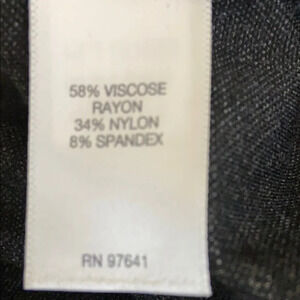 58% VISCOSE
RAYON
34% NYLON
8% SPANDEX
RN 97641